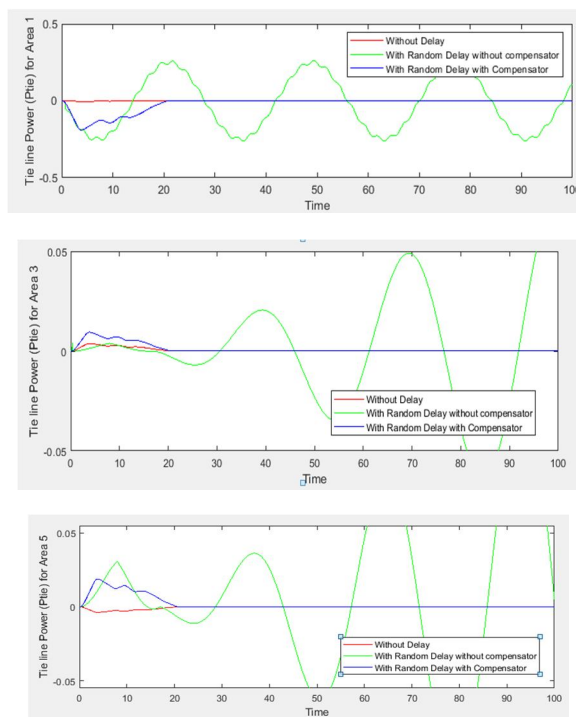 Tie line Power (Ptie) for Area 1
0.5
0
-0.5
Without Delay
With Random Delay without compensator
With Random Delay with Compensator
0 10 20 30 40 50 60 70 80 90 100
Time
Tie line Power (Ptie) for Area 3
0.05
0
-0.05
Without Delay
With Random Delay without compensator
With Random Delay with Compensator
0 10 20 30 40 50 60 70 80 90 100
Time
Tie line Power (Ptie) for Area 5
0.05
0
-0.05
Without Delay
With Random Delay without compensator
With Random Delay with Compensator
0 10 20 30 40 50 60 70 80 90 100
Time